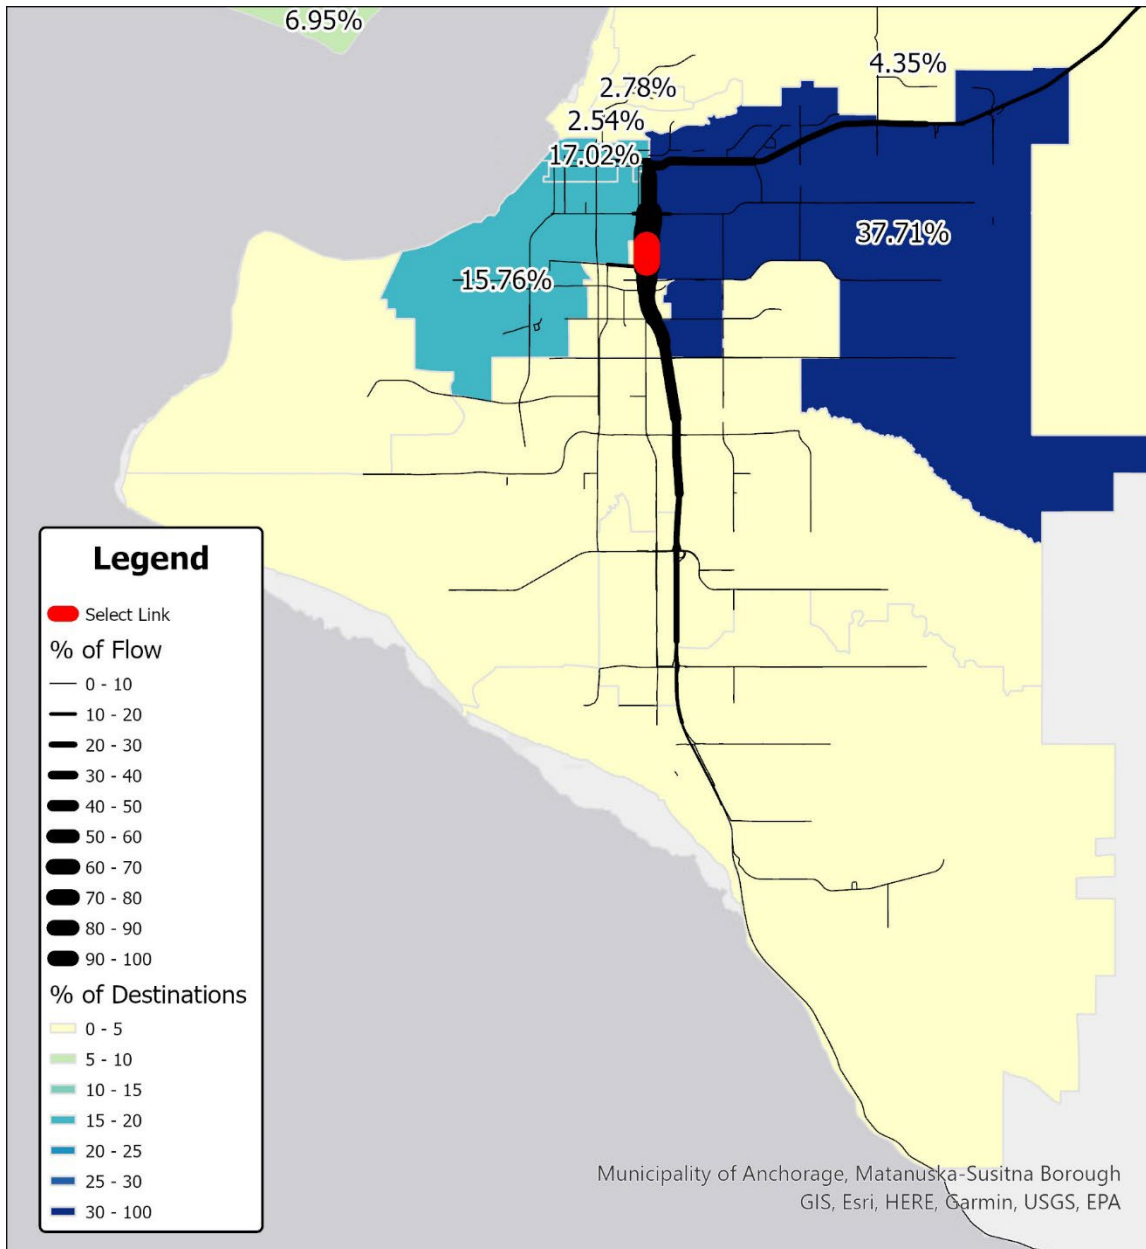 6.95%
4.35%
2.78%
2.54%
17.02%
37.71%
15.76%
Legend
Select Link
% of Flow
0 - 10
10 - 20
20 - 30
30 - 40
40 - 50
50 - 60
60 - 70
70 - 80
80 - 90
90 - 100
% of Destinations
0 - 5
5 - 10
10 - 15
15 - 20
20 - 25
25 - 30
30 - 100
Municipality of Anchorage, Matanuska-Susitna Borough
GIS, Esri, HERE, Garmin, USGS, EPA